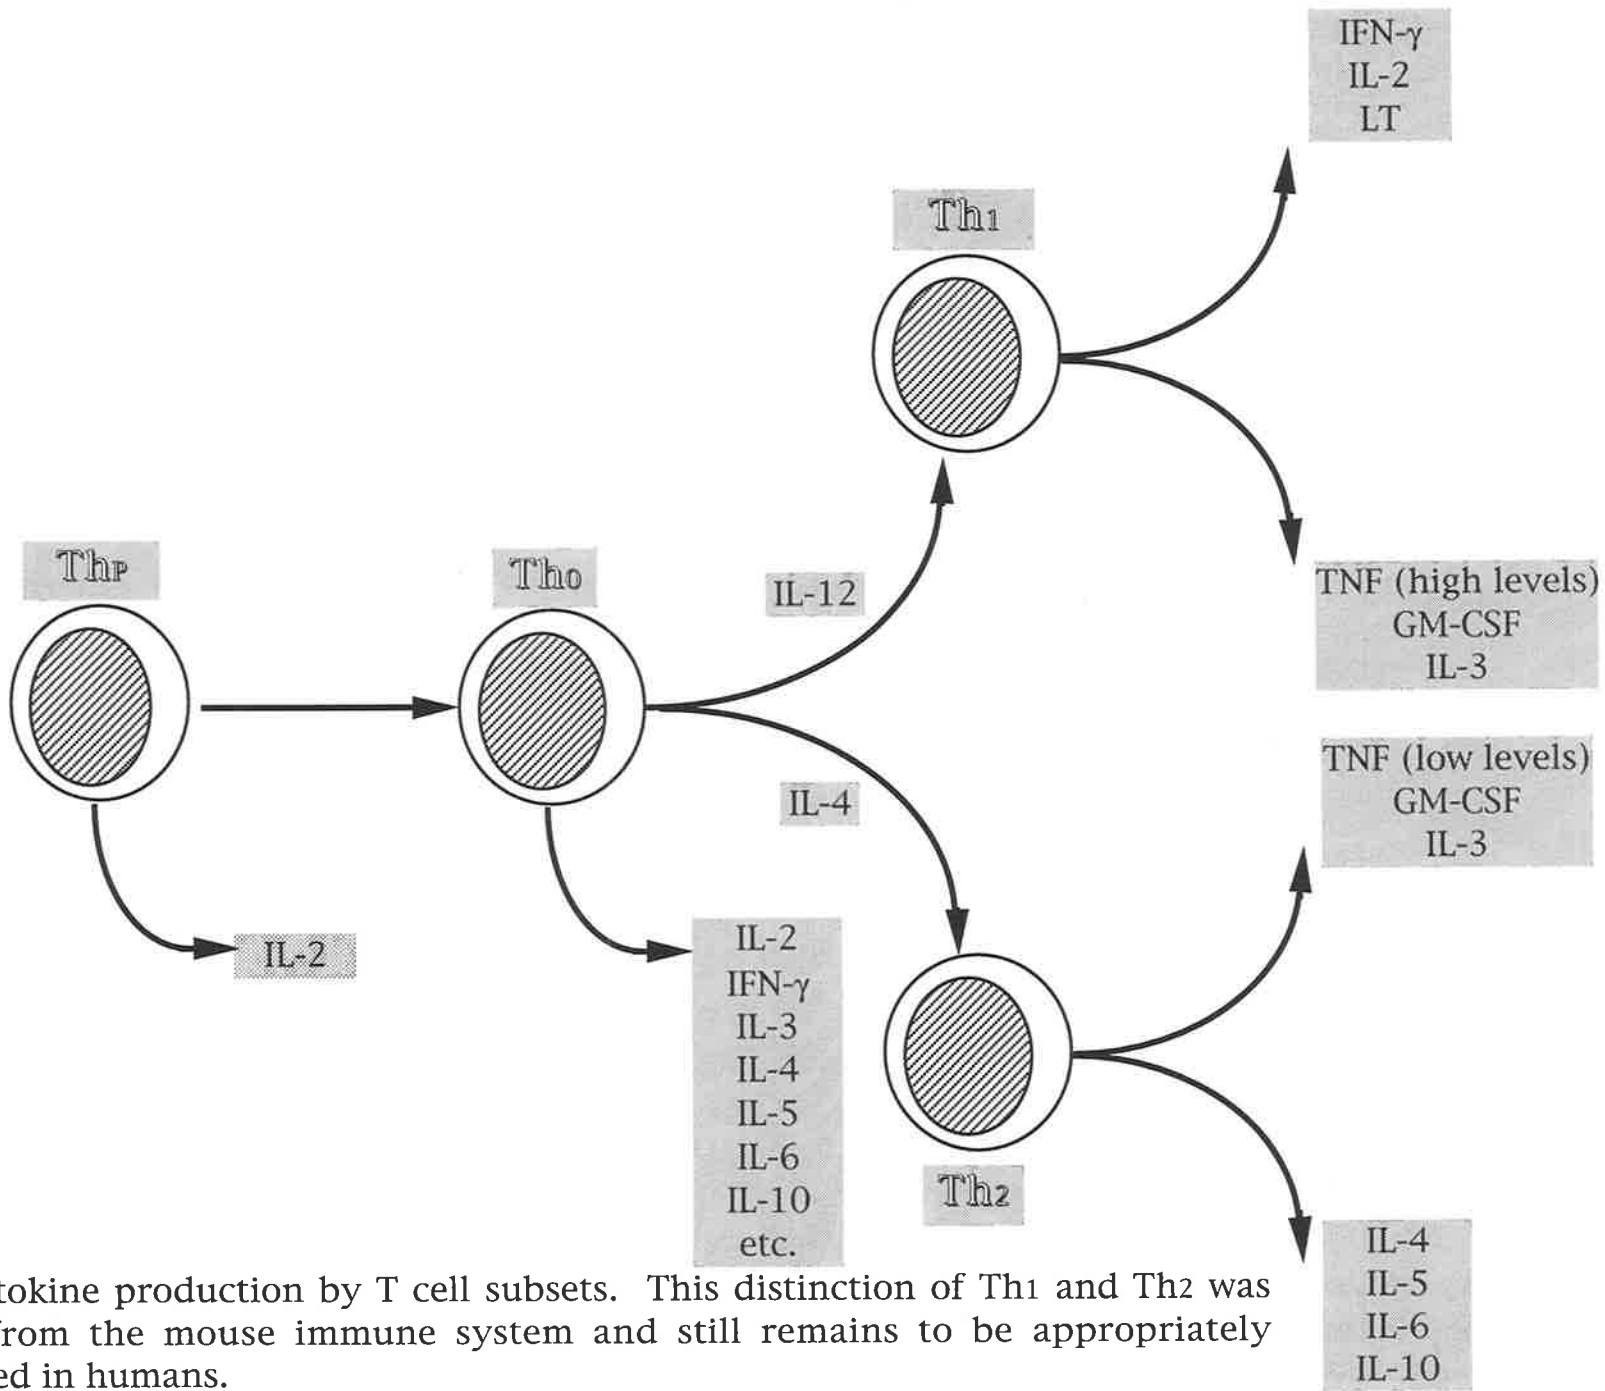 IFN-γ
IL-2
LT
Th1
TNF (high levels)
GM-CSF
IL-3
IL-12
ThP
Th0
IL-4
TNF (low levels)
GM-CSF
IL-3
IL-2
IL-2
IFN-γ
IL-3
IL-4
IL-5
IL-6
IL-10
etc.
Th2
IL-4
IL-5
IL-6
IL-10
tokine production by T cell subsets. This distinction of Th1 and Th2 was
rom the mouse immune system and still remains to be appropriately
ed in humans.